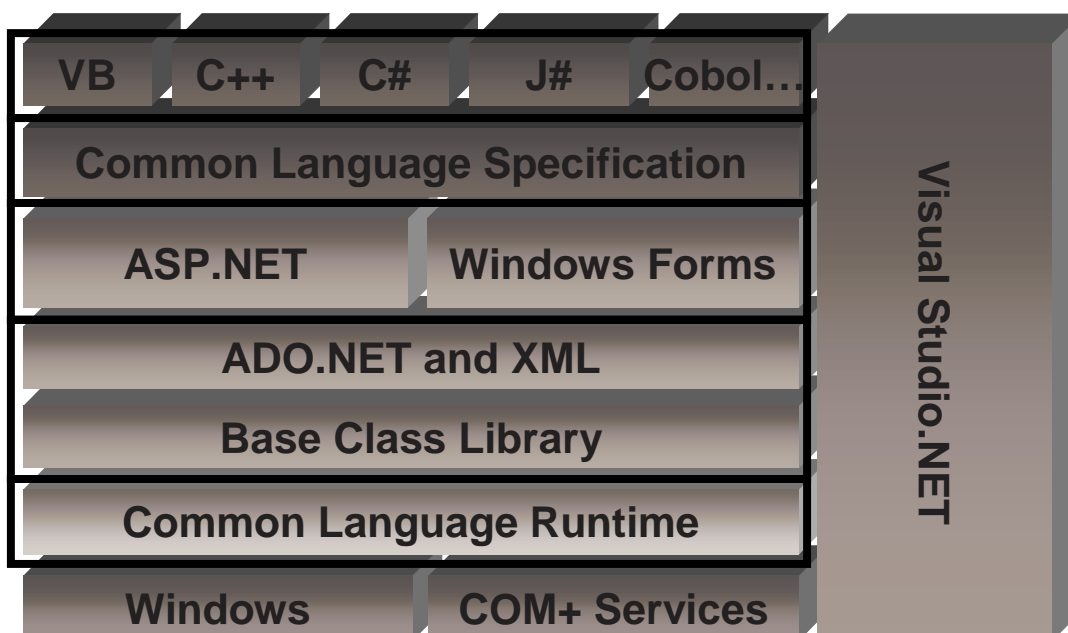 VB C++ C# J# Cobol...
Common Language Specification
ASP.NET Windows Forms
ADO.NET and XML
Base Class Library
Common Language Runtime
Windows COM+ Services
Visual Studio.NET